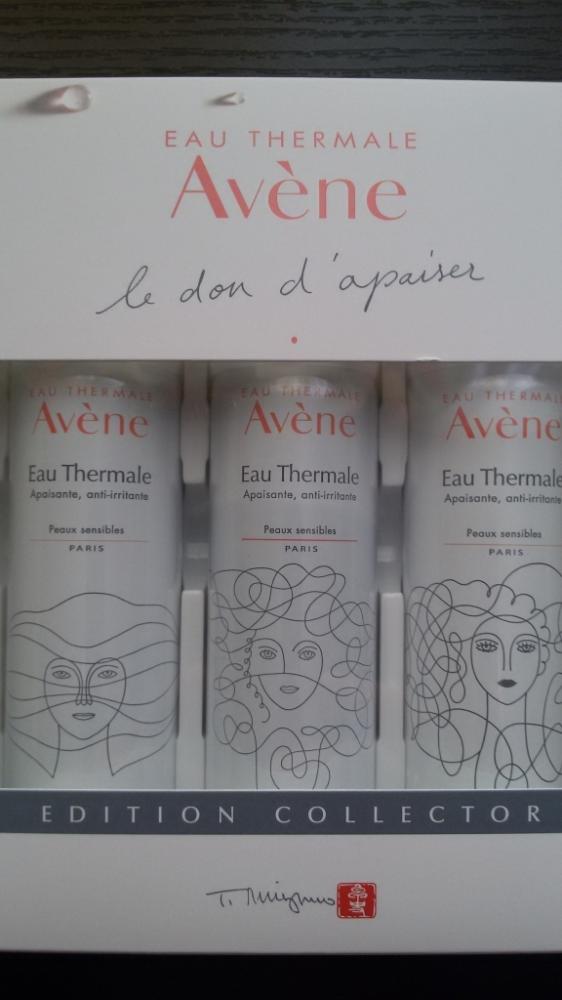 EAU THERMALE
Avène
le don d'apaiser
EAU THERMALE
Avène
Eau Thermale
Apaisante, anti-irritante
Peaux sensibles
PARIS
EAU THERMALE
Avène
Eau Thermale
Apaisante, anti-irritante
Peaux sensibles
PARIS
EAU THERMAL
Avène
Eau Thermale
Apaisante, anti-irritante
Peaux sensibles
PARIS
EDITION COLLECTOR